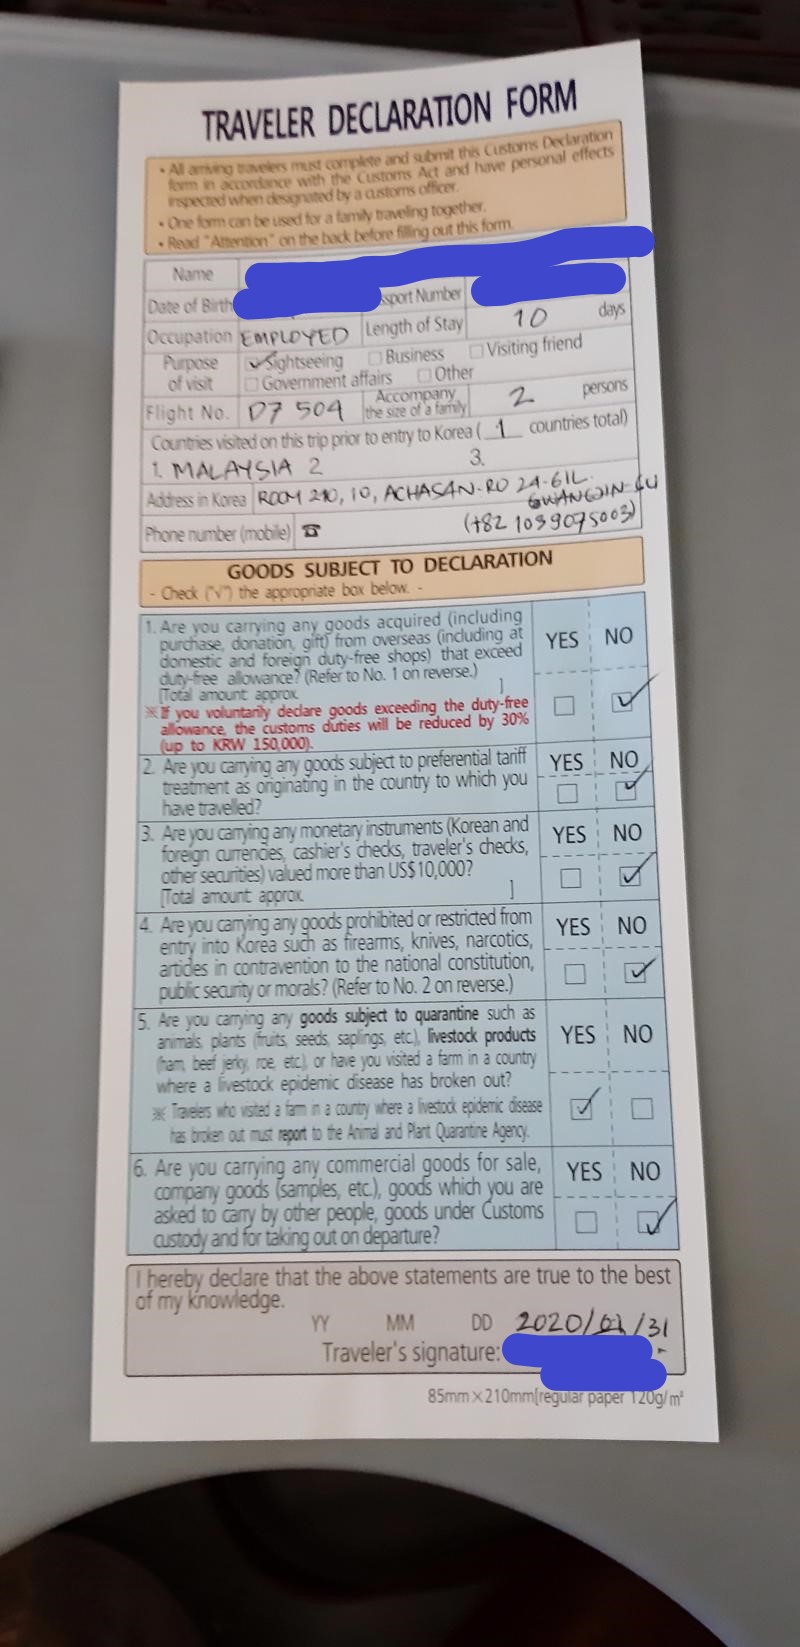 TRAVELER DECLARATION FORM
• All arriving travelers must complete and submit this Customs Declaration
form in accordance with the Customs Act and have personal effects
inspected when designated by a customs officer.
• One form can be used for a family traveling together.
• Read "Attention" on the back before filling out this form.
Name
Date of Birth sport Number
Occupation EMPLOYED Length of Stay 10 days
Purpose of visit ☑ Sightseeing ☐ Business ☐ Visiting friend
☐ Government affairs ☐ Other
Flight No. D7 509 Accompany the size of a family 2 persons
Countries visited on this trip prior to entry to Korea ( 1 countries total)
1. MALAYSIA 2 3.
Address in Korea ROOM 210, 10, ACHASAN-RO 24-GIL.
GWANGJIN-GU
Phone number (mobile) ☎ (+82 1039075003)
GOODS SUBJECT TO DECLARATION
- Check ("√") the appropriate box below. -
1. Are you carrying any goods acquired (including
purchase, donation, gift) from overseas (including at
domestic and foreign duty-free shops) that exceed
duty-free allowance? (Refer to No. 1 on reverse.)
[Total amount approx. ]
※If you voluntarily declare goods exceeding the duty-free
allowance, the customs duties will be reduced by 30%
(up to KRW 150,000).
YES NO
☐ ☑
2. Are you carrying any goods subject to preferential tariff
treatment as originating in the country to which you
have travelled?
YES NO
☐ ☑
3. Are you carrying any monetary instruments (Korean and
foreign currencies, cashier's checks, traveler's checks,
other securities) valued more than US$10,000?
[Total amount approx. ]
YES NO
☐ ☑
4. Are you carrying any goods prohibited or restricted from
entry into Korea such as firearms, knives, narcotics,
articles in contravention to the national constitution,
public security or morals? (Refer to No. 2 on reverse.)
YES NO
☐ ☑
5. Are you carrying any goods subject to quarantine such as
animals, plants (fruits, seeds, saplings, etc.), livestock products
(ham, beef jerky, roe, etc.), or have you visited a farm in a country
where a livestock epidemic disease has broken out?
※ Travelers who visited a farm in a country where a livestock epidemic disease
has broken out must report to the Animal and Plant Quarantine Agency.
YES NO
☑ ☐
6. Are you carrying any commercial goods for sale,
company goods (samples, etc.), goods which you are
asked to carry by other people, goods under Customs
custody and for taking out on departure?
YES NO
☐ ☑
I hereby declare that the above statements are true to the best
of my knowledge.
YY MM DD 2020/01/31
Traveler's signature:
85mm×210mm[regular paper 120g/m²